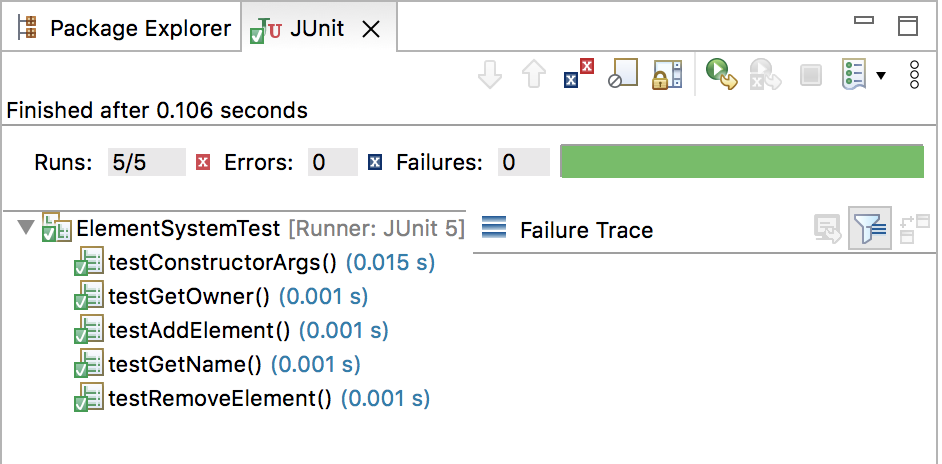 Package Explorer JUnit
Finished after 0.106 seconds
Runs: 5/5 Errors: 0 Failures: 0
ElementSystemTest [Runner: JUnit 5] Failure Trace
testConstructorArgs() (0.015 s)
testGetOwner() (0.001 s)
testAddElement() (0.001 s)
testGetName() (0.001 s)
testRemoveElement() (0.001 s)